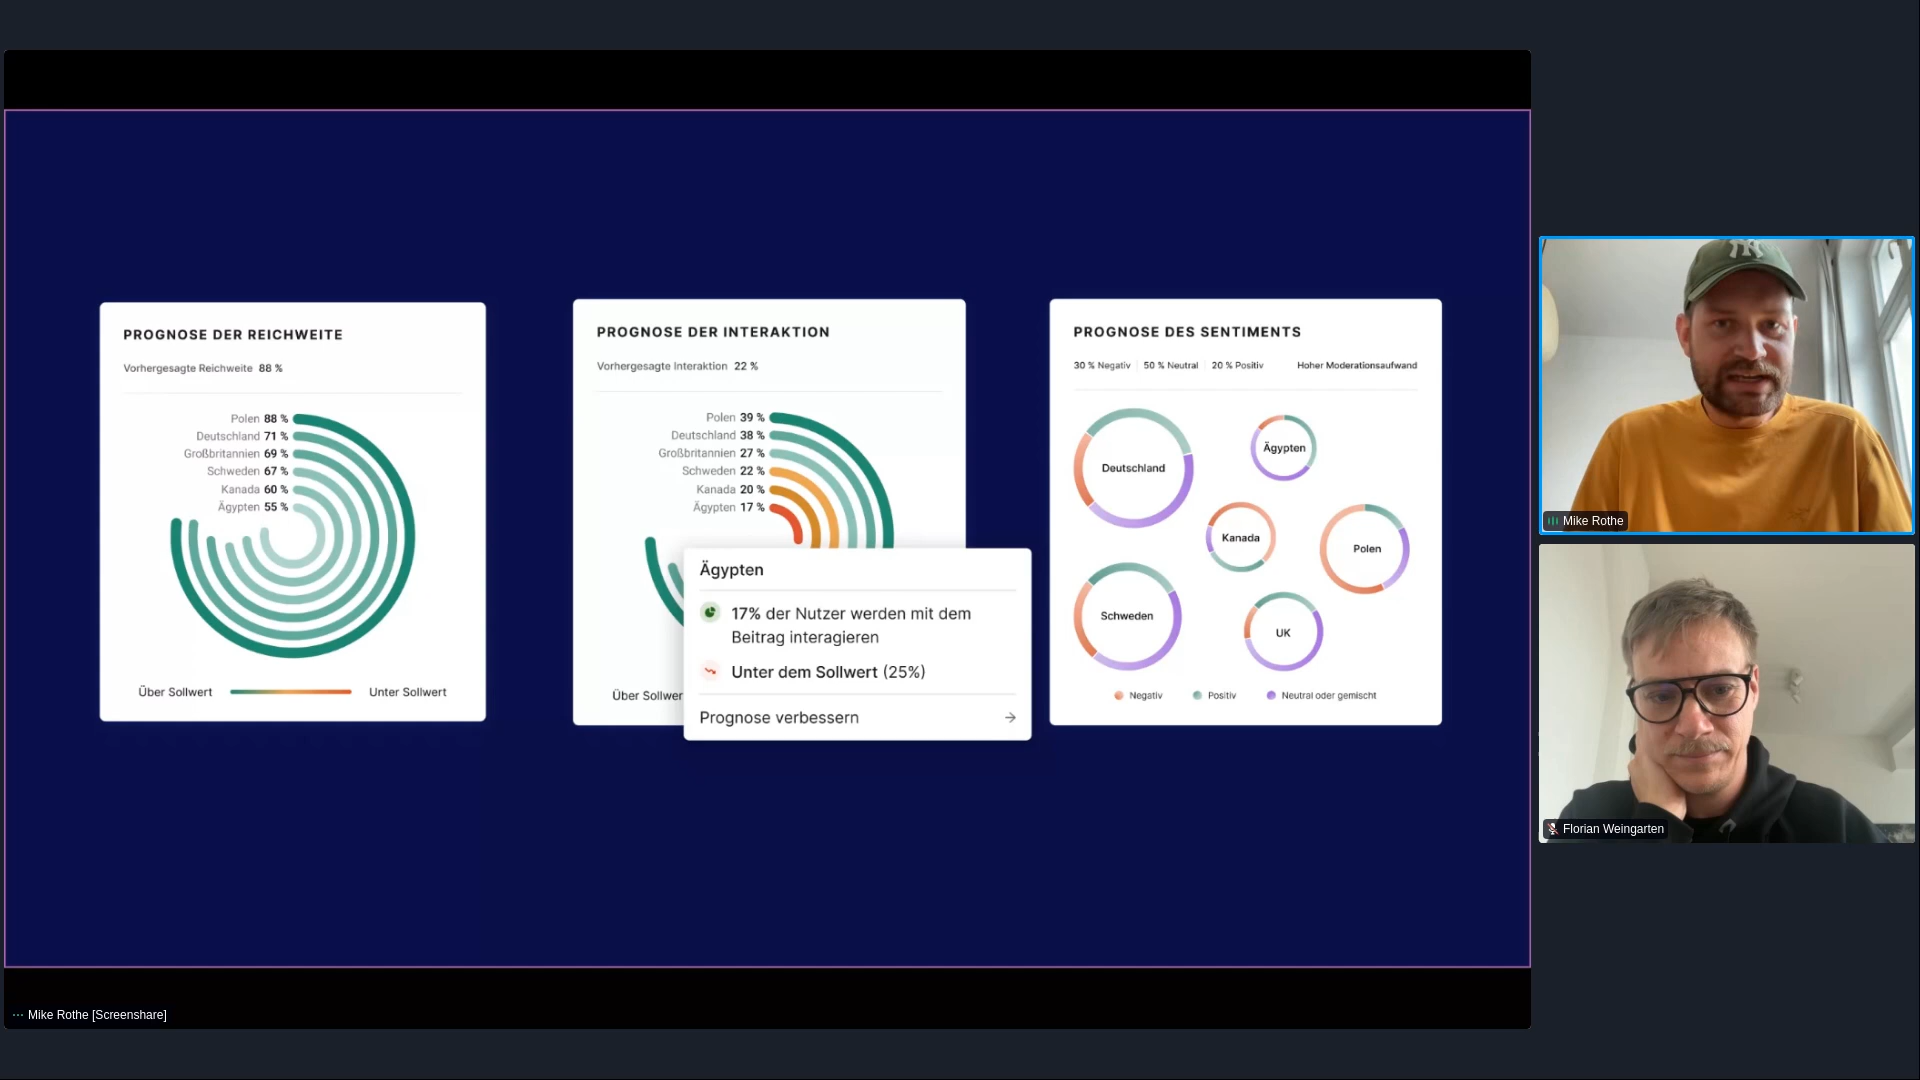 PROGNOSE DER REICHWEITE
Vorhergesagte Reichweite 88 %
Polen 88 %
Deutschland 71 %
Großbritannien 69 %
Schweden 67 %
Kanada 60 %
Ägypten 55 %
Über Sollwert
Unter Sollwert
PROGNOSE DER INTERAKTION
Vorhergesagte Interaktion 22 %
Polen 39 %
Deutschland 38 %
Großbritannien 27 %
Schweden 22 %
Kanada 20 %
Ägypten 17 %
Über Sollwer
Ägypten
17% der Nutzer werden mit dem
Beitrag interagieren
Unter dem Sollwert (25%)
Prognose verbessern
PROGNOSE DES SENTIMENTS
30 % Negativ 50 % Neutral 20 % Positiv Hoher Moderationsaufwand
Deutschland
Ägypten
Kanada
Polen
Schweden
UK
Negativ
Positiv
Neutral oder gemischt
NY
Mike Rothe
Florian Weingarten
Mike Rothe [Screenshare]